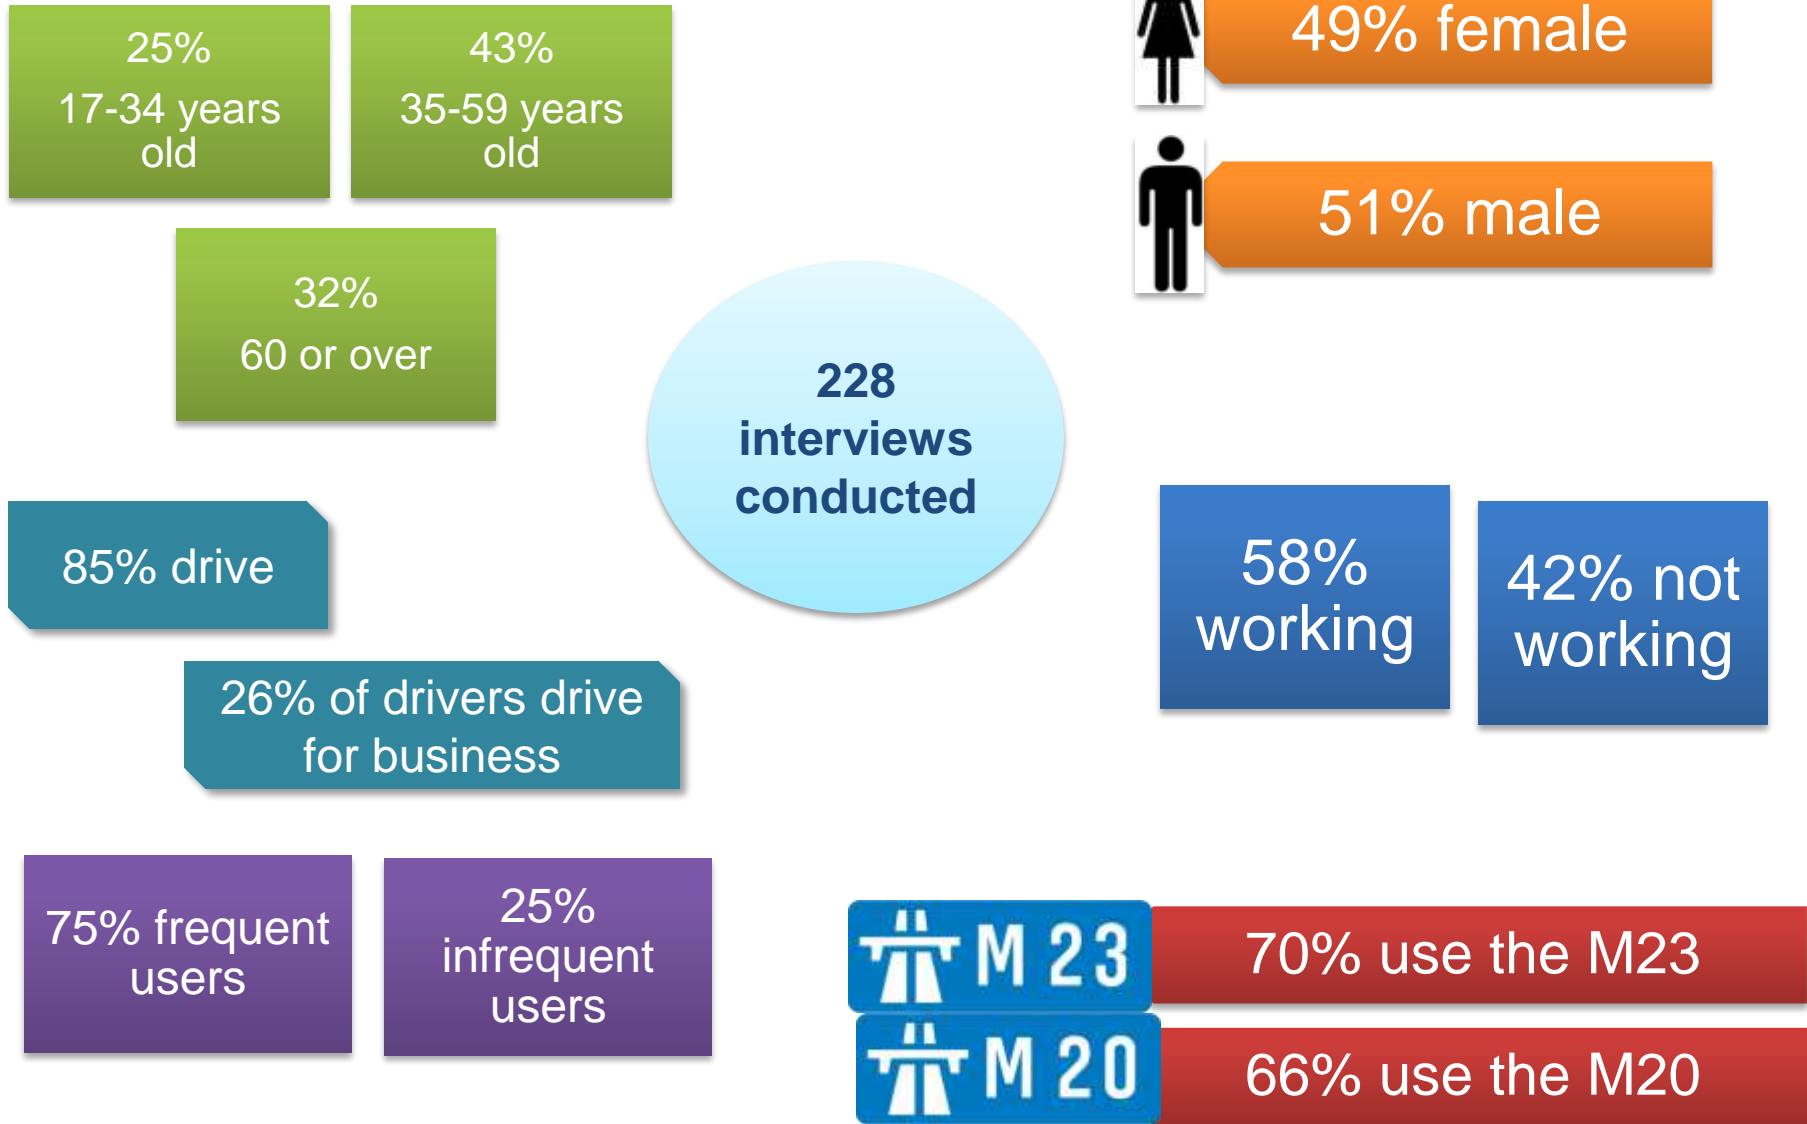 25%
17-34 years
old
43%
35-59 years
old
32%
60 or over
49% female
51% male
228
interviews
conducted
85% drive
26% of drivers drive
for business
58%
working
42% not
working
75% frequent
users
25%
infrequent
users
M 23
70% use the M23
M 20
66% use the M20